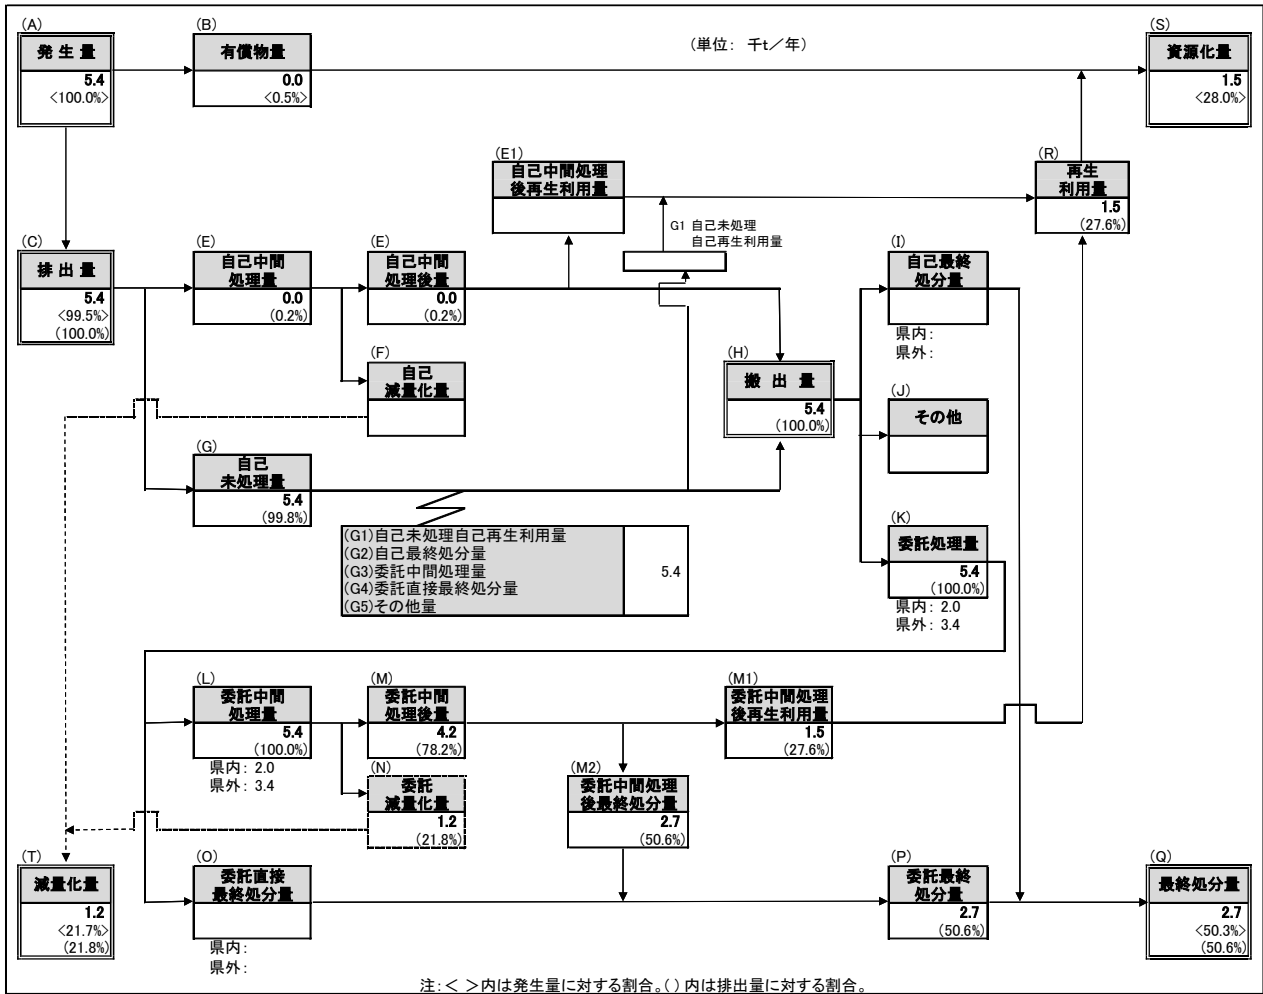 (A)
発生量
5.4
<100.0%>
(B)
有償物量
0.0
<0.5%>
(単位： 千t／年)
(S)
資源化量
1.5
<28.0%>
(E1)
自己中間処理
後再生利用量
(R)
再生
利用量
1.5
(27.6%)
G1 自己未処理
自己再生利用量
(C)
排出量
5.4
<99.5%>
(100.0%)
(E)
自己中間
処理量
0.0
(0.2%)
(E)
自己中間
処理後量
0.0
(0.2%)
(I)
自己最終
処分量
県内：
県外：
(F)
自己
減量化量
(H)
搬出量
5.4
(100.0%)
(J)
その他
(G)
自己
未処理量
5.4
(99.8%)
(G1)自己未処理自己再生利用量
(G2)自己最終処分量
(G3)委託中間処理量
(G4)委託直接最終処分量
(G5)その他量
5.4
(K)
委託処理量
5.4
(100.0%)
県内： 2.0
県外： 3.4
(L)
委託中間
処理量
5.4
(100.0%)
県内： 2.0
県外： 3.4
(M)
委託中間
処理後量
4.2
(78.2%)
(M1)
委託中間処理
後再生利用量
1.5
(27.6%)
(N)
委託
減量化量
1.2
(21.8%)
(M2)
委託中間処理
後最終処分量
2.7
(50.6%)
(T)
減量化量
1.2
<21.7%>
(21.8%)
(O)
委託直接
最終処分量
県内：
県外：
(P)
委託最終
処分量
2.7
(50.6%)
(Q)
最終処分量
2.7
<50.3%>
(50.6%)
注：＜ ＞内は発生量に対する割合。( ) 内は排出量に対する割合。